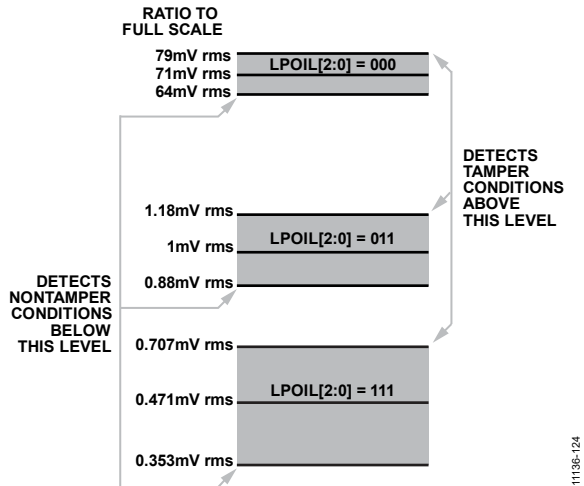 RATIO TO
FULL SCALE
79mV rms
LPOIL[2:0] = 000
71mV rms
64mV rms
DETECTS
TAMPER
CONDITIONS
ABOVE
THIS LEVEL
1.18mV rms
LPOIL[2:0] = 011
1mV rms
0.88mV rms
DETECTS
NONTAMPER
CONDITIONS
BELOW
THIS LEVEL
0.707mV rms
LPOIL[2:0] = 111
0.471mV rms
0.353mV rms
11136-124